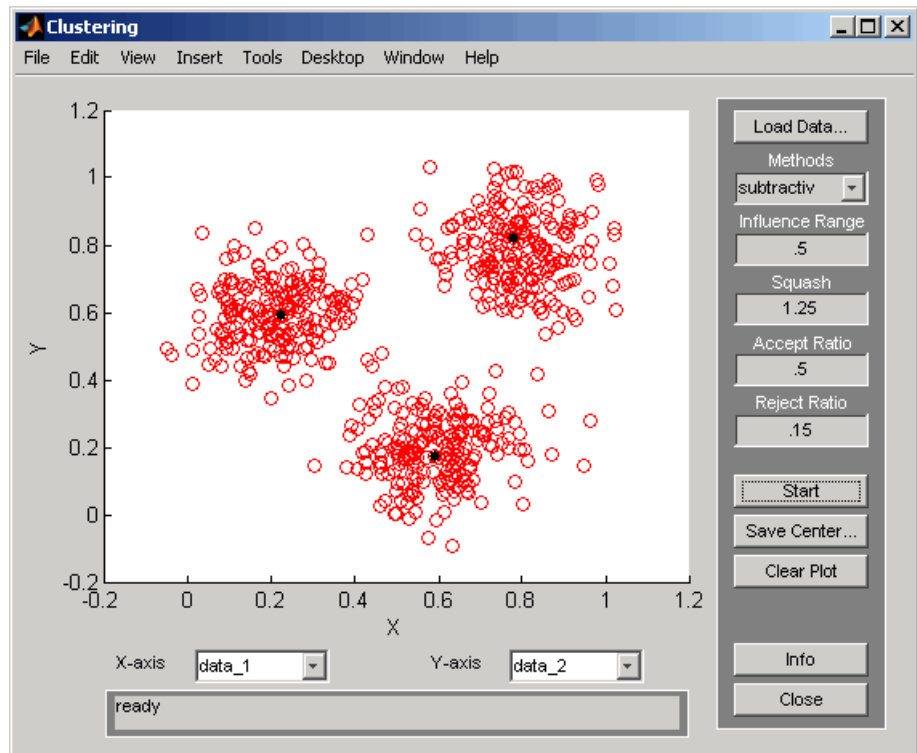 Clustering
File Edit View Insert Tools Desktop Window Help
1.2
1
0.8
0.6
0.4
0.2
0
-0.2
Y
-0.2 0 0.2 0.4 0.6 0.8 1 1.2
X
X-axis data_1 Y-axis data_2
ready
Load Data...
Methods
subtractiv
Influence Range
.5
Squash
1.25
Accept Ratio
.5
Reject Ratio
.15
Start
Save Center...
Clear Plot
Info
Close